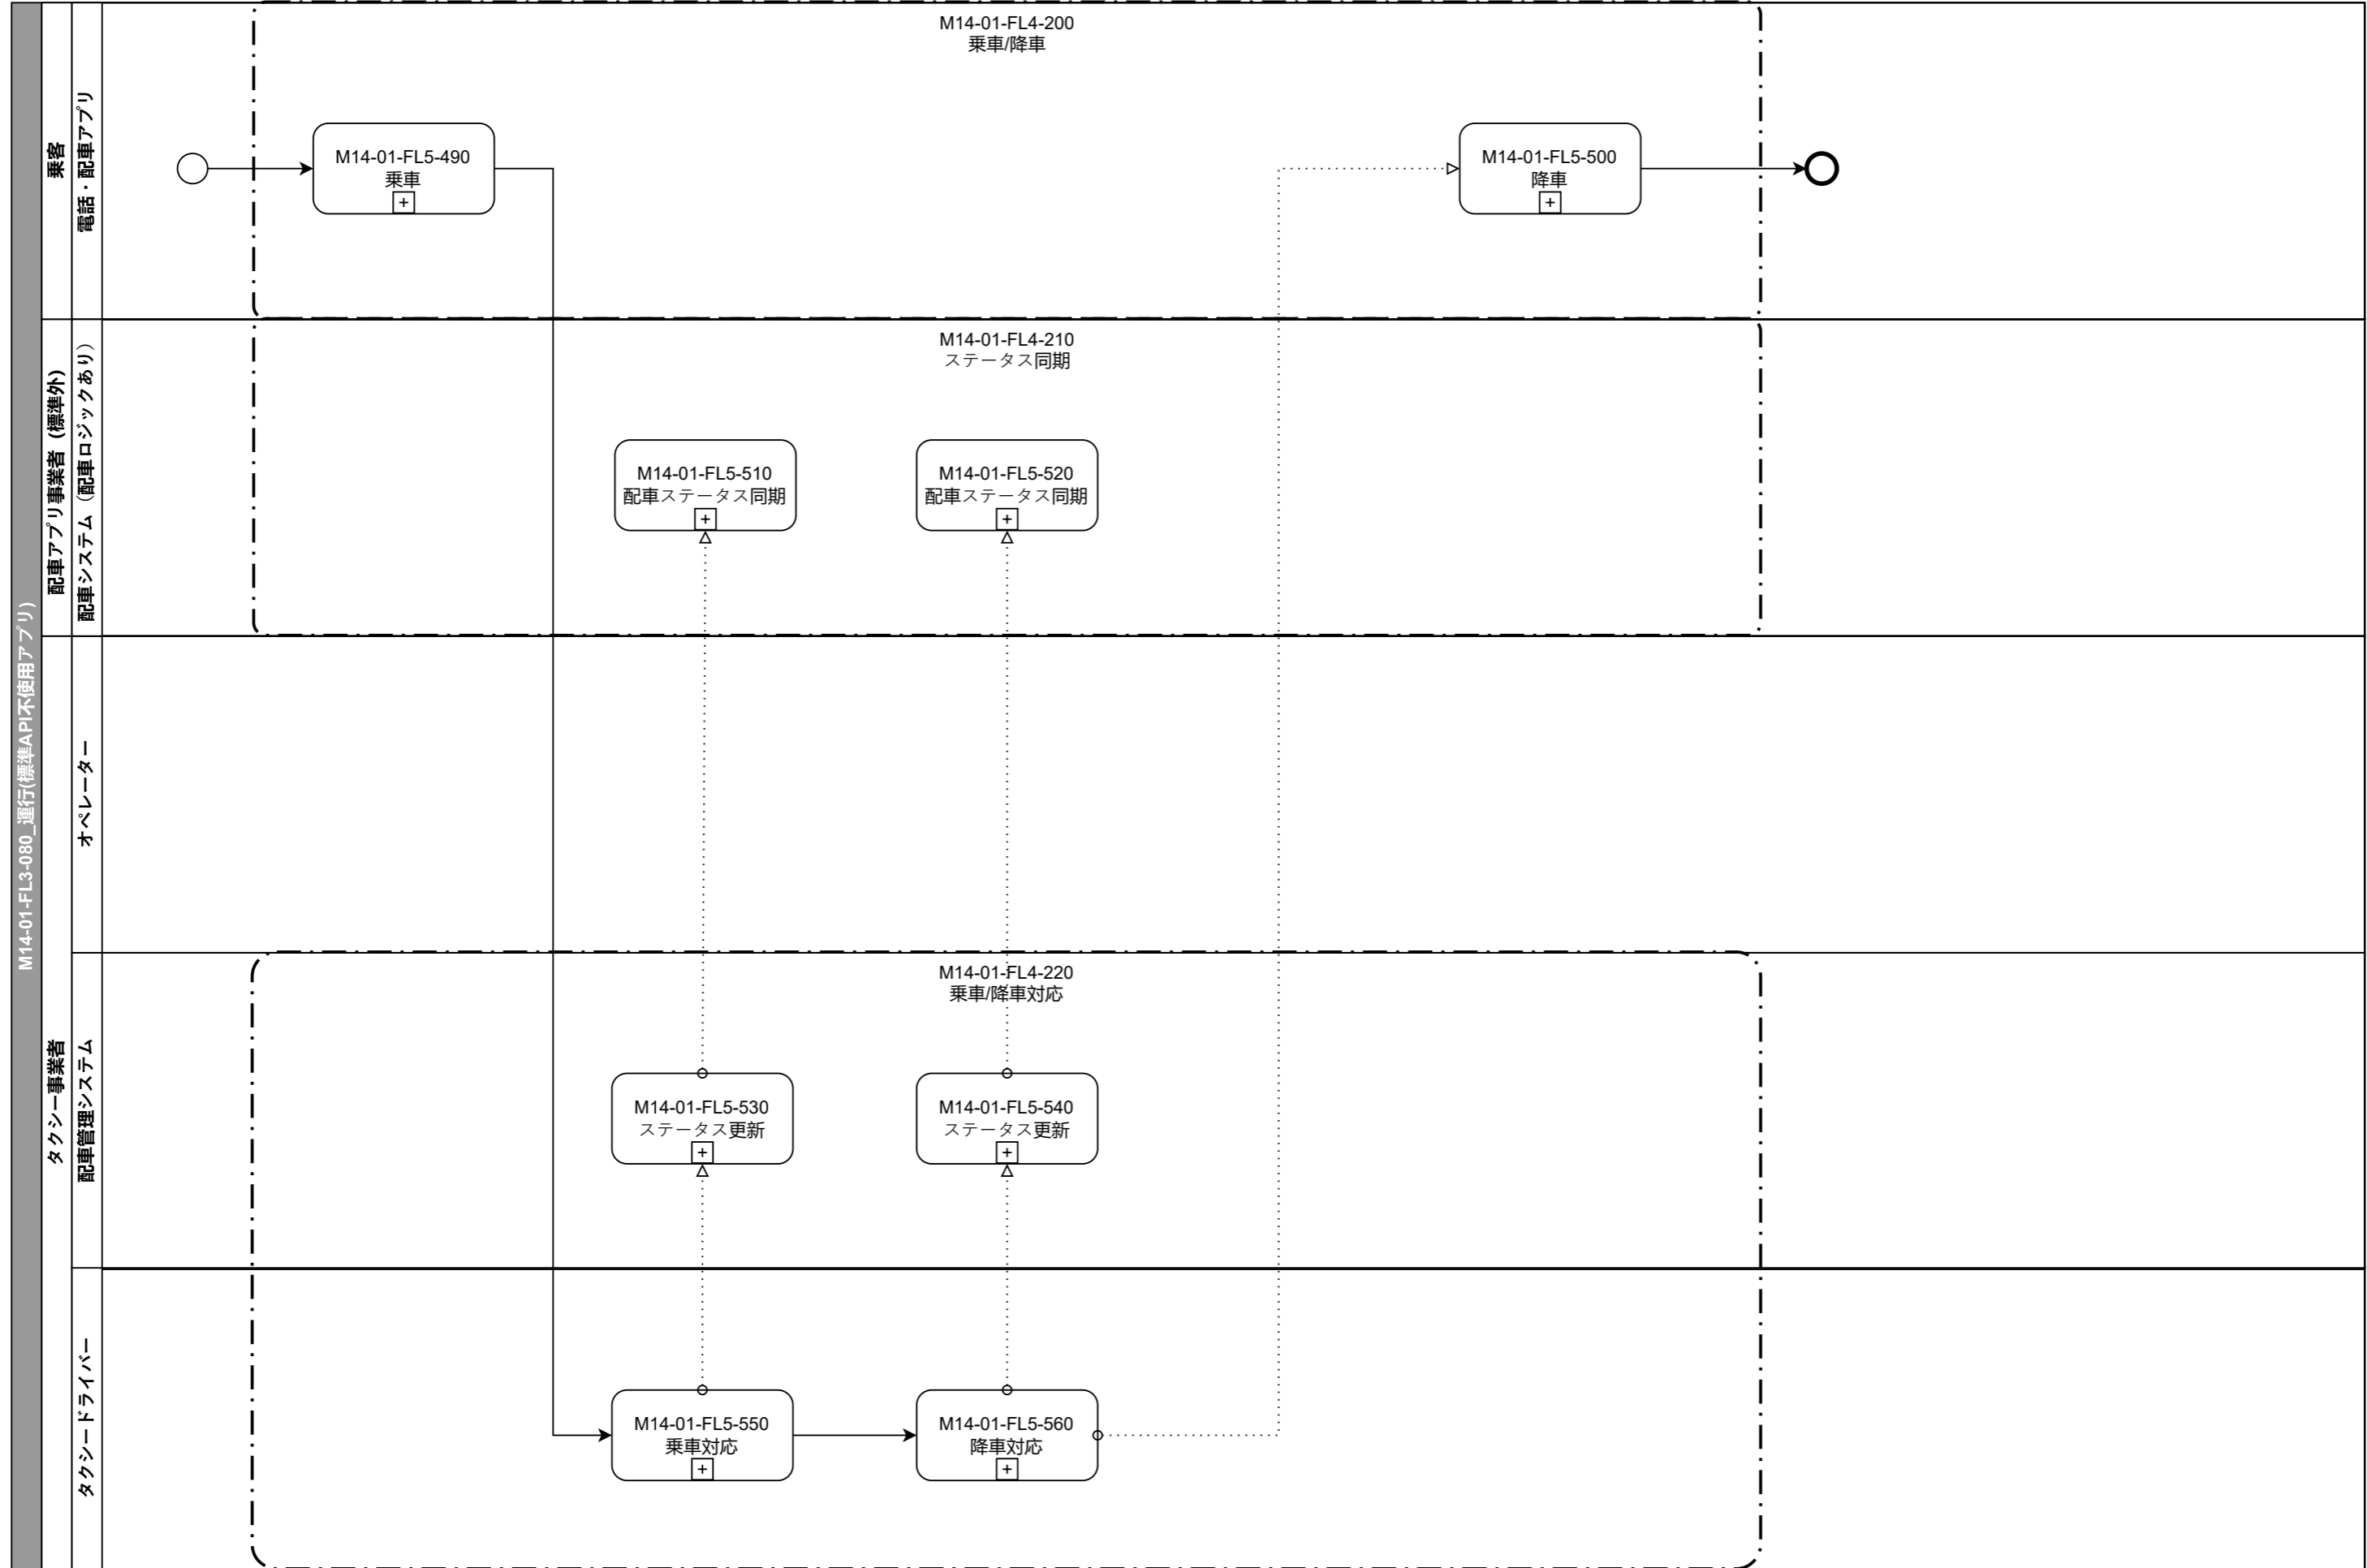 M14-01-FL3-080_運行(標準API不使用アプリ)
乗客
電話・配車アプリ
M14-01-FL4-200
乗車/降車
M14-01-FL5-490
乗車
+
M14-01-FL5-500
降車
+
配車アプリ事業者（標準外）
配車システム（配車ロジックあり）
M14-01-FL4-210
ステータス同期
M14-01-FL5-510
配車ステータス同期
+
M14-01-FL5-520
配車ステータス同期
+
タクシー事業者
オペレーター
配車管理システム
M14-01-FL4-220
乗車/降車対応
M14-01-FL5-530
ステータス更新
+
M14-01-FL5-540
ステータス更新
+
タクシードライバー
M14-01-FL5-550
乗車対応
+
M14-01-FL5-560
降車対応
+